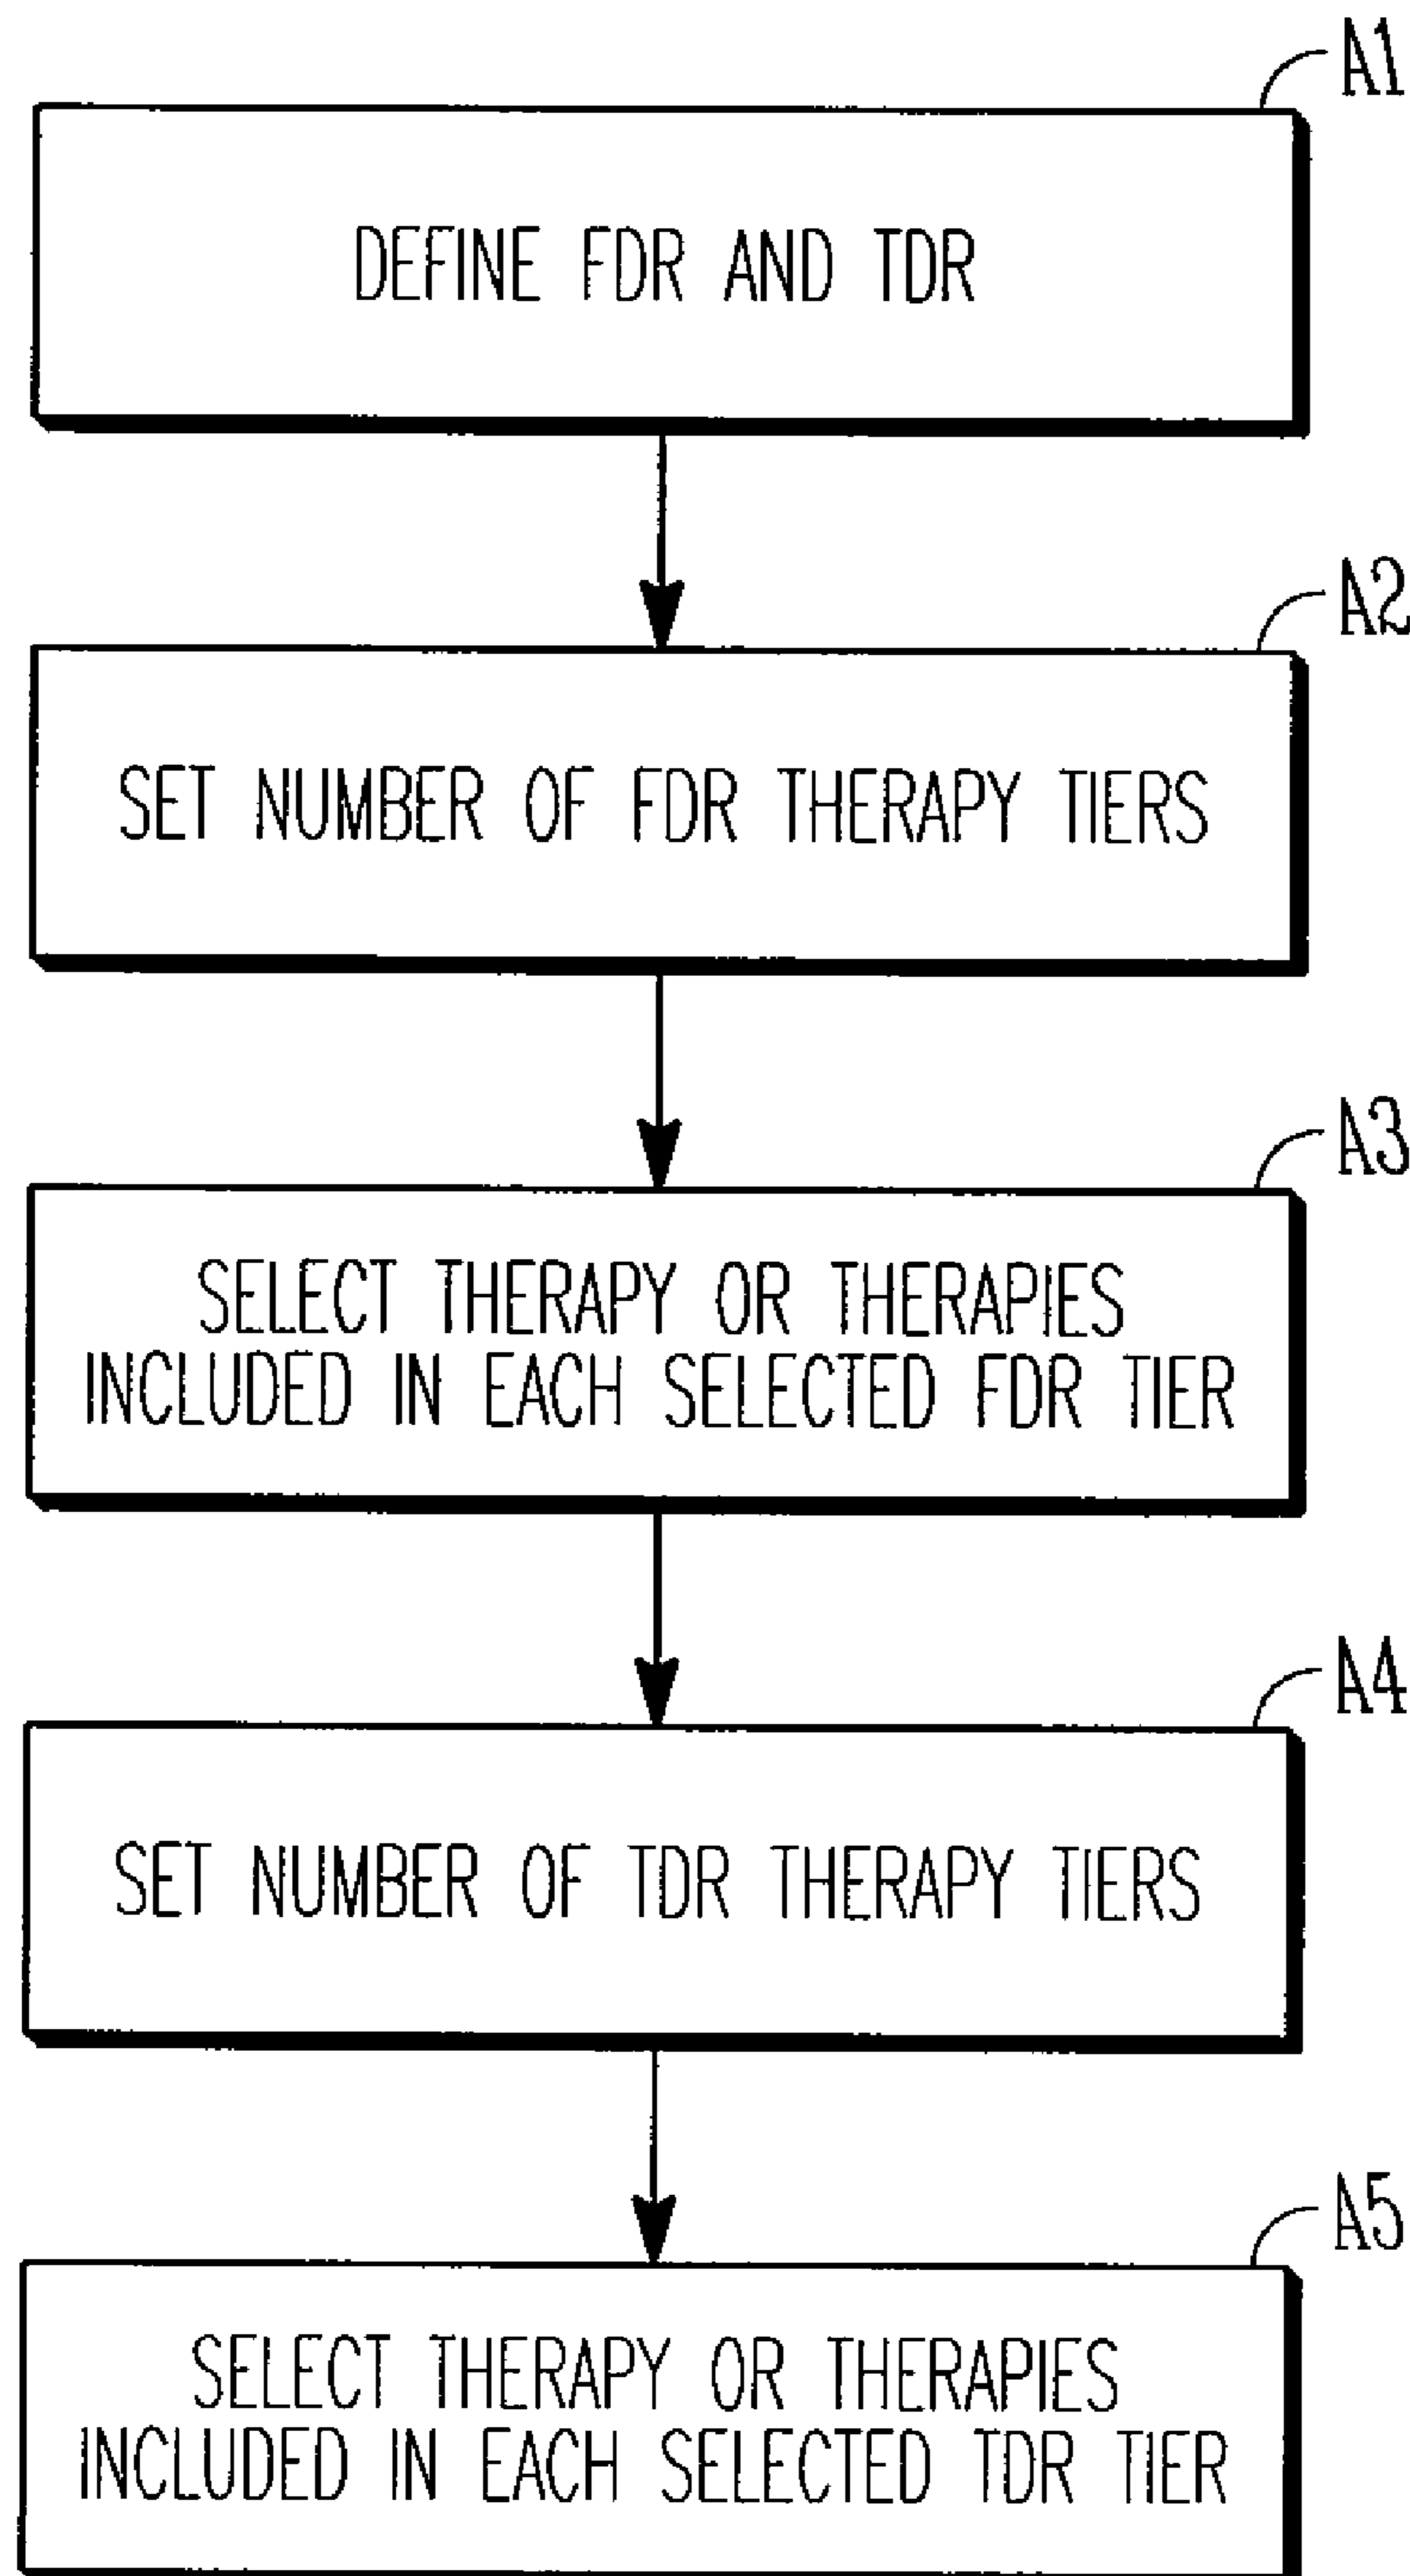 A1
DEFINE FDR AND TDR
A2
SET NUMBER OF FDR THERAPY TIERS
A3
SELECT THERAPY OR THERAPIES
INCLUDED IN EACH SELECTED FDR TIER
A4
SET NUMBER OF TDR THERAPY TIERS
A5
SELECT THERAPY OR THERAPIES
INCLUDED IN EACH SELECTED TDR TIER